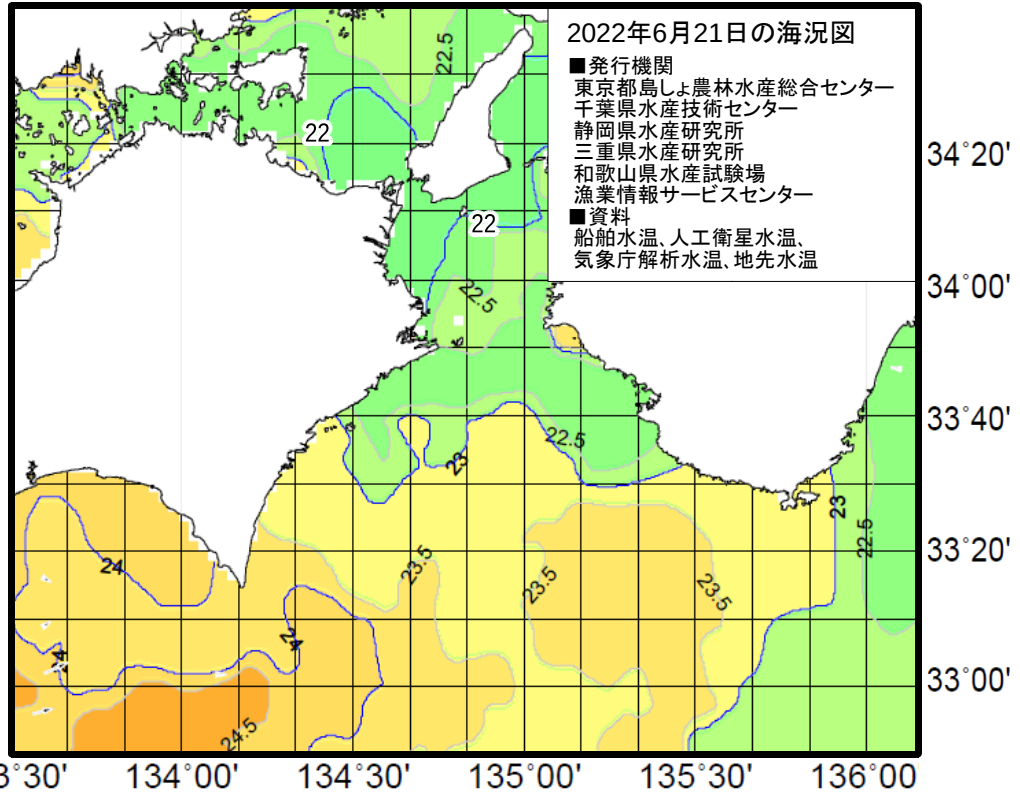 2022年6月21日の海況図
■発行機関
東京都島しょ農林水産総合センター
千葉県水産技術センター
静岡県水産研究所
三重県水産研究所
和歌山県水産試験場
漁業情報サービスセンター
■資料
船舶水温、人工衛星水温、
気象庁解析水温、地先水温
22.5
22
34°20'
22
22.5
34°00'
33°40'
22.5
23
23
22.5
33°20'
24
23.5
23.5
23.5
24
24
33°00'
24.5
3°30'
134°00'
134°30'
135°00'
135°30'
136°00'